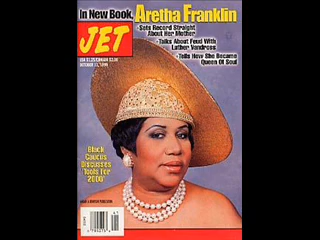 In New Book, Aretha Franklin
• Sets Record Straight
About Her Mother
• Talks About Feud With
Luther Vandross
• Tells How She Became
Queen Of Soul
JET
Black
Caucus
Discusses
'Tools For
2000'